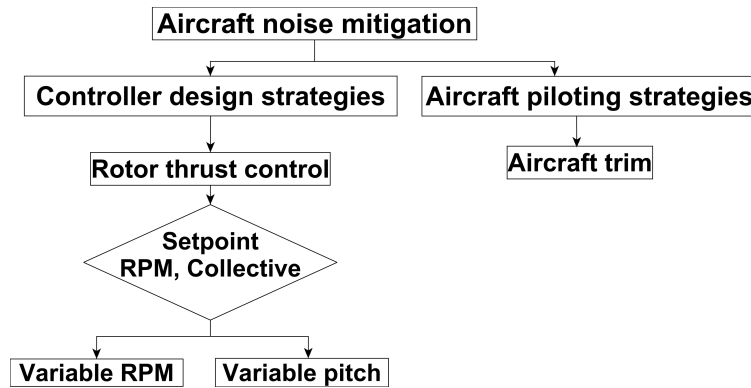 Aircraft noise mitigation
Controller design strategies
Aircraft piloting strategies
Rotor thrust control
Aircraft trim
Setpoint
RPM, Collective
Variable RPM
Variable pitch